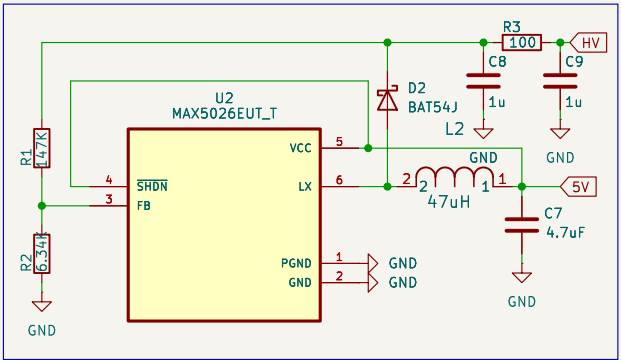 R3
100
HV
C8
1u
C9
1u
GND
GND
D2
BAT54J
L2
U2
MAX5026EUT_T
R1
147K
VCC
5
4
SHDN
LX
6
3
FB
2
2
1
1
47uH
5V
C7
4.7uF
GND
R2
6.34K
GND
PGND
1
GND
GND
2
GND